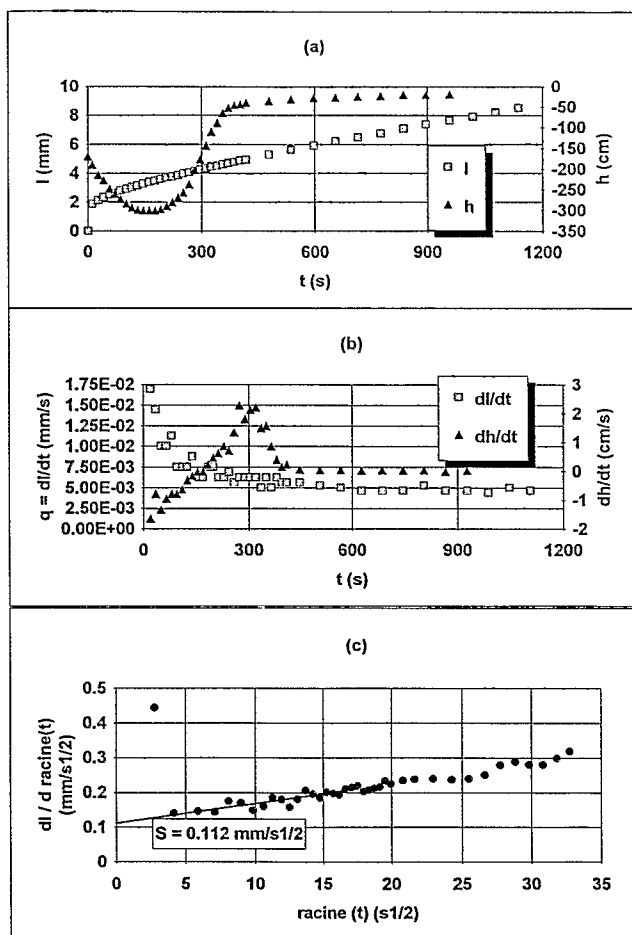 (a)
10
8
6
4
2
0
l (mm)
0
-50
-100
-150
-200
-250
-300
-350
h (cm)
l
h
0 300 600 900 1200
t (s)
(b)
1.75E-02
1.50E-02
1.25E-02
1.00E-02
7.50E-03
5.00E-03
2.50E-03
0.00E+00
q = dl/dt (mm/s)
3
2
1
0
-1
-2
dh/dt (cm/s)
dl/dt
dh/dt
0 300 600 900 1200
t (s)
(c)
0.5
0.4
0.3
0.2
0.1
0
dl / d racine(t)
(mm/s1/2)
S = 0.112 mm/s1/2
0 5 10 15 20 25 30 35
racine (t) (s1/2)